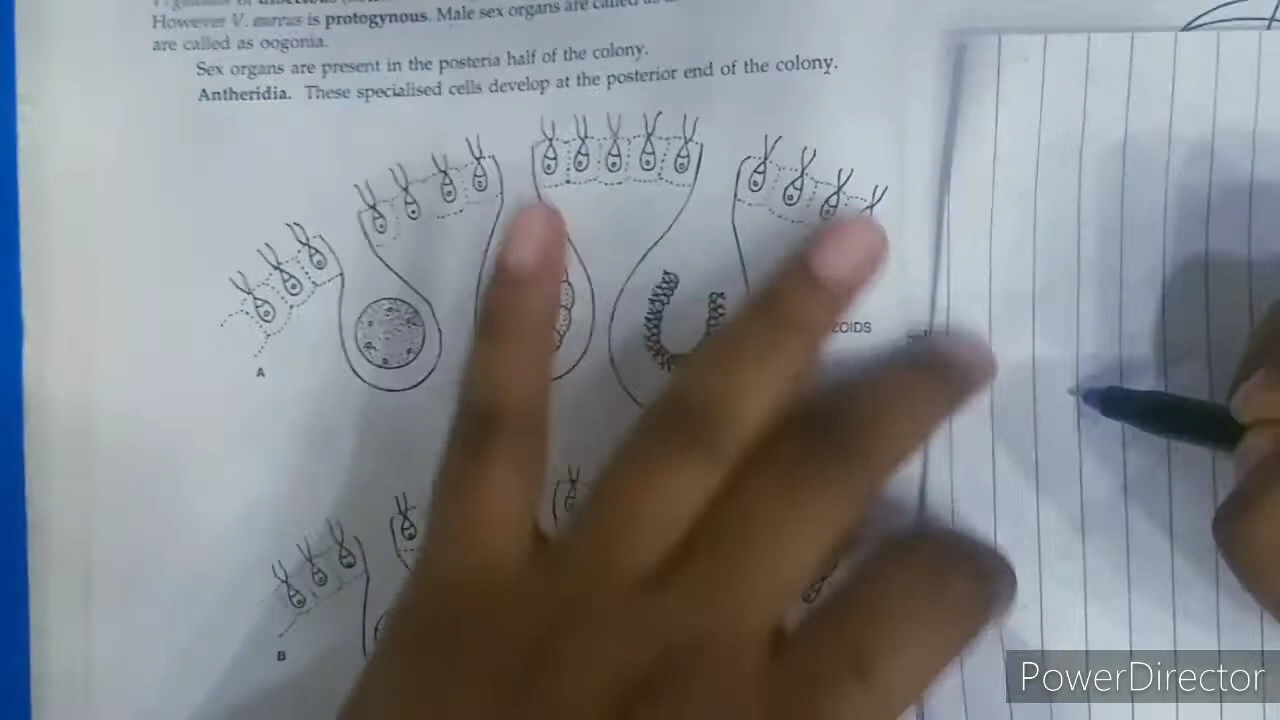 However V. aureus is protogynous. Male sex organs are called
are called as oogonia.
Sex organs are present in the posteria half of the colony.
Antheridia. These specialised cells develop at the posterior end of the colony.
A
ZOIDS
B
PowerDirector